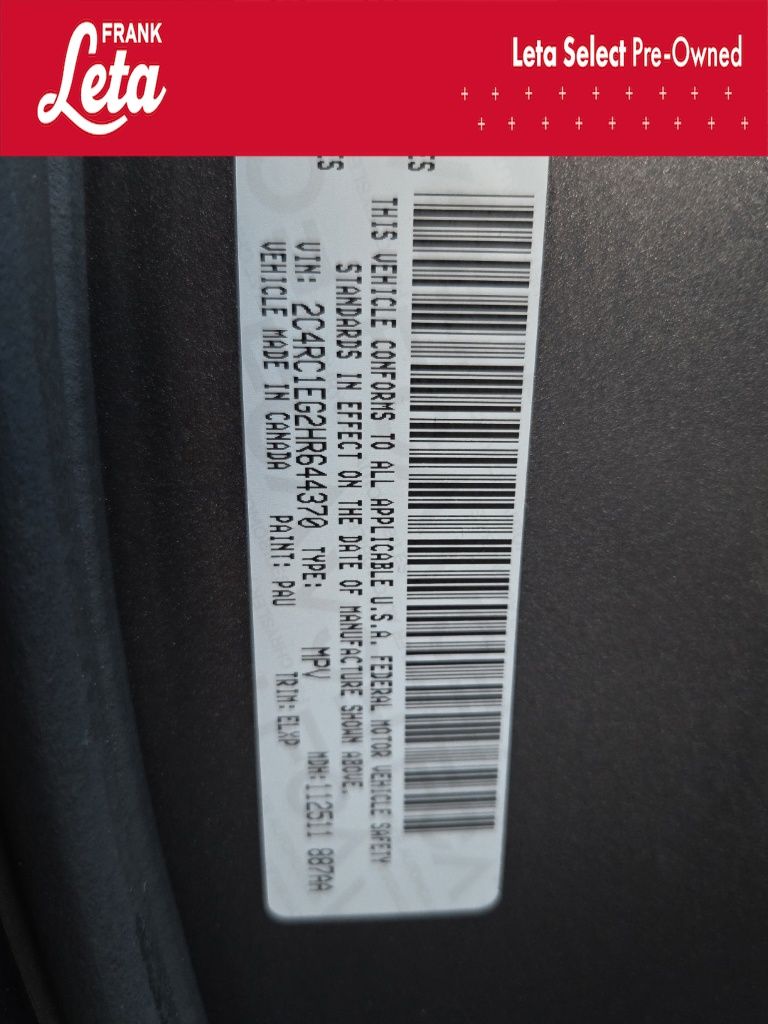 FRANK
Leta
Leta Select Pre-Owned
THIS VEHICLE CONFORMS TO ALL APPLICABLE U.S.A. FEDERAL MOTOR VEHICLE SAFETY
STANDARDS IN EFFECT ON THE DATE OF MANUFACTURE SHOWN ABOVE.
VIN: 2C4RC1EG2HR644370 TYPE: MPV MDH:112511 887AA
VEHICLE MADE IN CANADA PAINT: PAU TRIM:ELXP